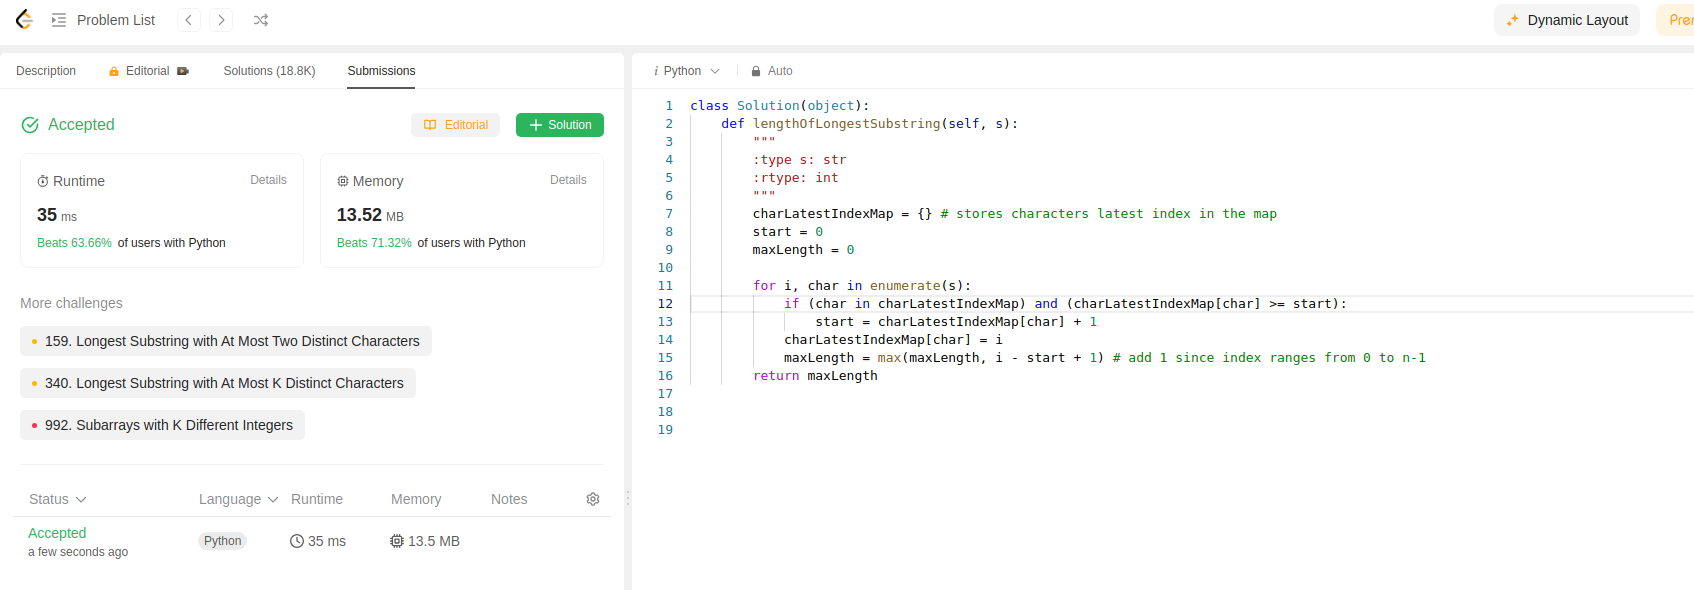 Problem List
Dynamic Layout
Description
Editorial
Solutions (18.8K)
Submissions
Accepted
Editorial
Solution
Runtime
Details
35 ms
Beats 63.66% of users with Python
Memory
Details
13.52 MB
Beats 71.32% of users with Python
More challenges
159. Longest Substring with At Most Two Distinct Characters
340. Longest Substring with At Most K Distinct Characters
992. Subarrays with K Different Integers
Status Language Runtime Memory Notes
Accepted
a few seconds ago
Python
35 ms
13.5 MB
i Python
Auto
1 class Solution(object):
2 def lengthOfLongestSubstring(self, s):
3 """
4 :type s: str
5 :rtype: int
6 """
7 charLatestIndexMap = {} # stores characters latest index in the map
8 start = 0
9 maxLength = 0
10
11 for i, char in enumerate(s):
12 if (char in charLatestIndexMap) and (charLatestIndexMap[char] >= start):
13 start = charLatestIndexMap[char] + 1
14 charLatestIndexMap[char] = i
15 maxLength = max(maxLength, i - start + 1) # add 1 since index ranges from 0 to n-1
16 return maxLength
17
18
19